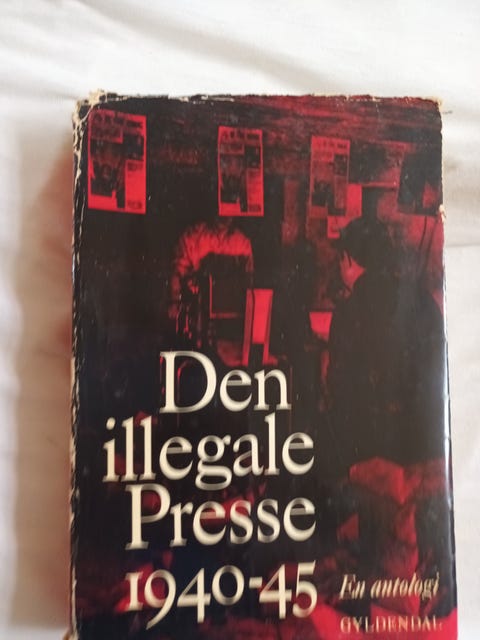 Den
illegale
Presse
1940-45
En antologi
GYLDENDAL